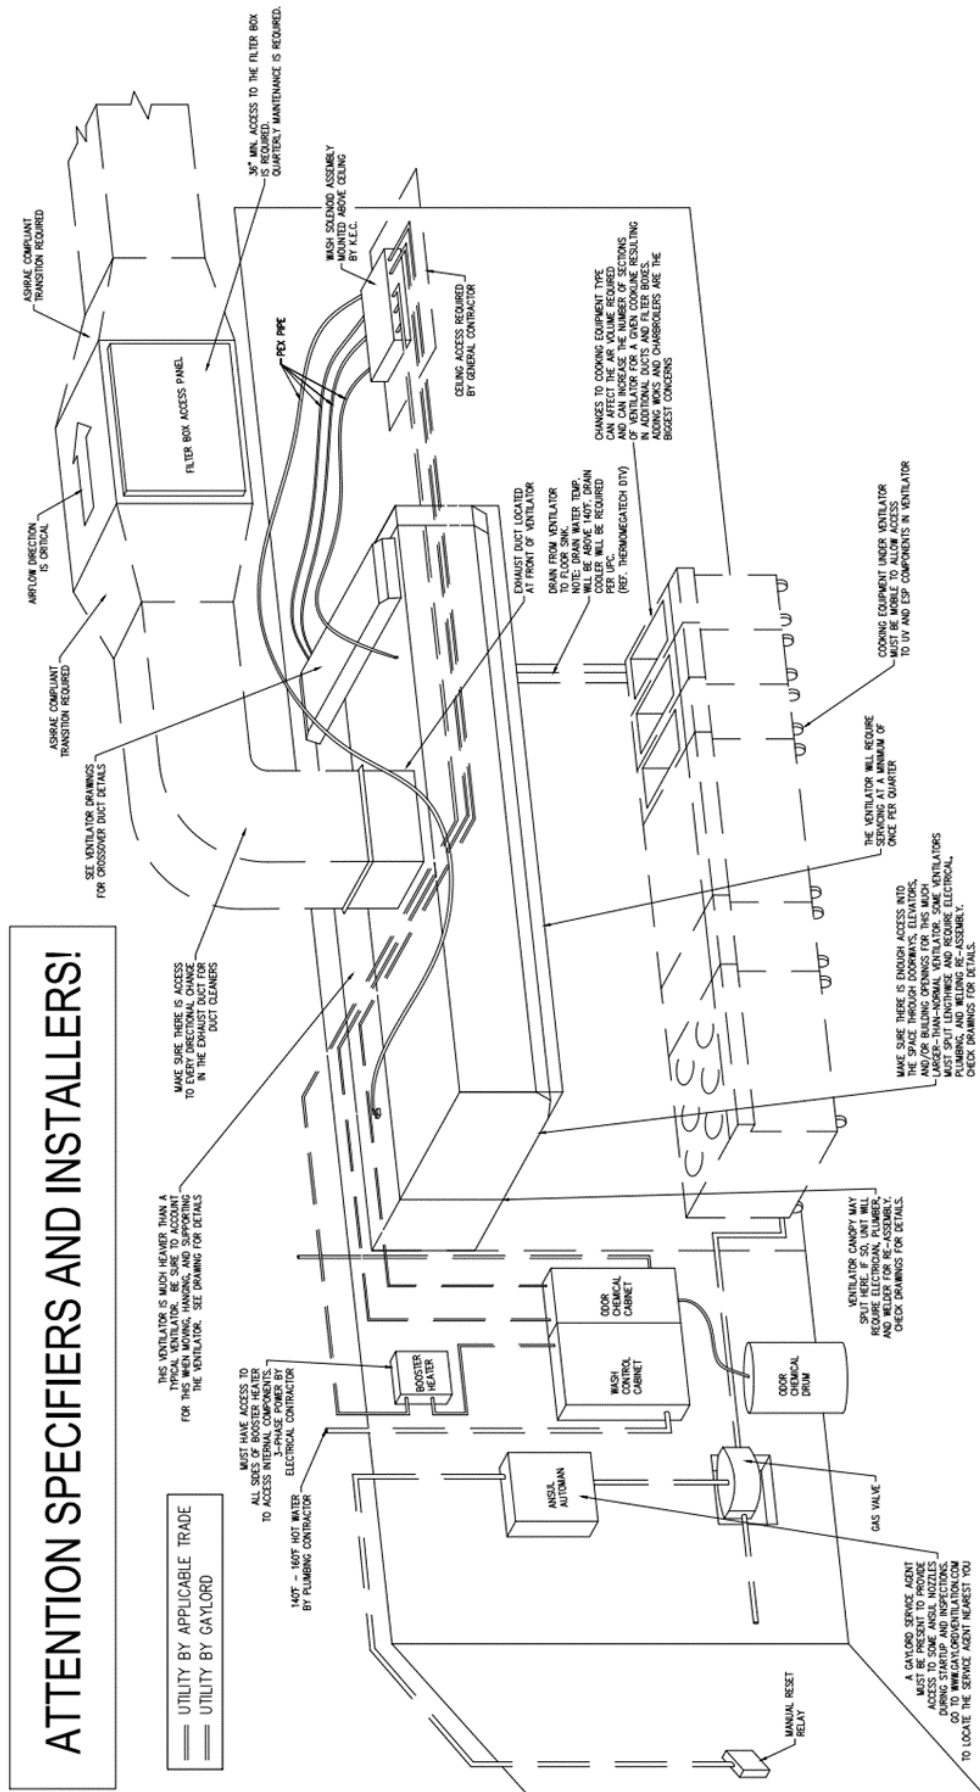 ATTENTION SPECIFIERS AND INSTALLERS!
UTILITY BY APPLICABLE TRADE
UTILITY BY GAYLORD
THIS VENTILATOR IS MUCH HEAVIER THAN A
TYPICAL VENTILATOR. BE SURE TO ACCOUNT
FOR THIS WHEN MOVING, HANGING, AND SUPPORTING
THE VENTILATOR. SEE DRAWING FOR DETAILS
MAKE SURE THERE IS ACCESS
TO EVERY DIRECTIONAL CHANGE
IN THE EXHAUST DUCT FOR
DUCT CLEANERS
SEE VENTILATOR DRAWINGS
FOR CROSSOVER DUCT DETAILS
ASHRAE COMPLIANT
TRANSITION REQUIRED
AIRFLOW DIRECTION
IS CRITICAL
ASHRAE COMPLIANT
TRANSITION REQUIRED
FILTER BOX ACCESS PANEL
36" MIN. ACCESS TO THE FILTER BOX
IS REQUIRED.
QUARTERLY MAINTENANCE IS REQUIRED.
MUST HAVE ACCESS TO
ALL SIDES OF BOOSTER HEATER
TO ACCESS INTERNAL COMPONENTS.
3-PHASE POWER BY
ELECTRICAL CONTRACTOR
140°F - 160°F HOT WATER
BY PLUMBING CONTRACTOR
BOOSTER
HEATER
PEX PIPE
WASH SOLENOID ASSEMBLY
MOUNTED ABOVE CEILING
BY K.E.C.
CEILING ACCESS REQUIRED
BY GENERAL CONTRACTOR
EXHAUST DUCT LOCATED
AT FRONT OF VENTILATOR
DRAIN FROM VENTILATOR
TO FLOOR SINK.
NOTE: DRAIN WATER TEMP.
WILL BE ABOVE 140°F. DRAIN
COOLER WILL BE REQUIRED
PER UPC.
(REF. THERMOMEGATECH DTV)
CHANGES TO COOKING EQUIPMENT TYPE
CAN AFFECT THE AIR VOLUME REQUIRED
AND CAN INCREASE THE NUMBER OF SECTIONS
OF VENTILATOR FOR A GIVEN COOKLINE RESULTING
IN ADDITIONAL DUCTS AND FILTER BOXES.
ADDING WOKS AND CHARBROILERS ARE THE
BIGGEST CONCERNS
ANSUL
AUTOMAN
WASH
CONTROL
CABINET
ODOR
CHEMICAL
CABINET
ODOR
CHEMICAL
DRUM
GAS VALVE
MANUAL RESET
RELAY
A GAYLORD SERVICE AGENT
MUST BE PRESENT TO PROVIDE
ACCESS TO SOME ANSUL NOZZLES
DURING STARTUP AND INSPECTIONS.
GO TO WWW.GAYLORDVENTILATION.COM
TO LOCATE THE SERVICE AGENT NEAREST YOU
VENTILATOR CANOPY MAY
SPLIT HERE. IF SO, UNIT WILL
REQUIRE ELECTRICIAN, PLUMBER,
AND WELDER FOR RE-ASSEMBLY.
CHECK DRAWINGS FOR DETAILS.
MAKE SURE THERE IS ENOUGH ACCESS INTO
THE SPACE THROUGH DOORWAYS, ELEVATORS,
AND/OR BUILDING OPENINGS FOR THIS MUCH
LARGER-THAN-NORMAL VENTILATOR. SOME VENTILATORS
MUST SPLIT LENGTHWISE AND REQUIRE ELECTRICAL,
PLUMBING, AND WELDING RE-ASSEMBLY.
CHECK DRAWINGS FOR DETAILS.
THE VENTILATOR WILL REQUIRE
SERVICING AT A MINIMUM OF
ONCE PER QUARTER
COOKING EQUIPMENT UNDER VENTILATOR
MUST BE MOBILE TO ALLOW ACCESS
TO UV AND ESP COMPONENTS IN VENTILATOR